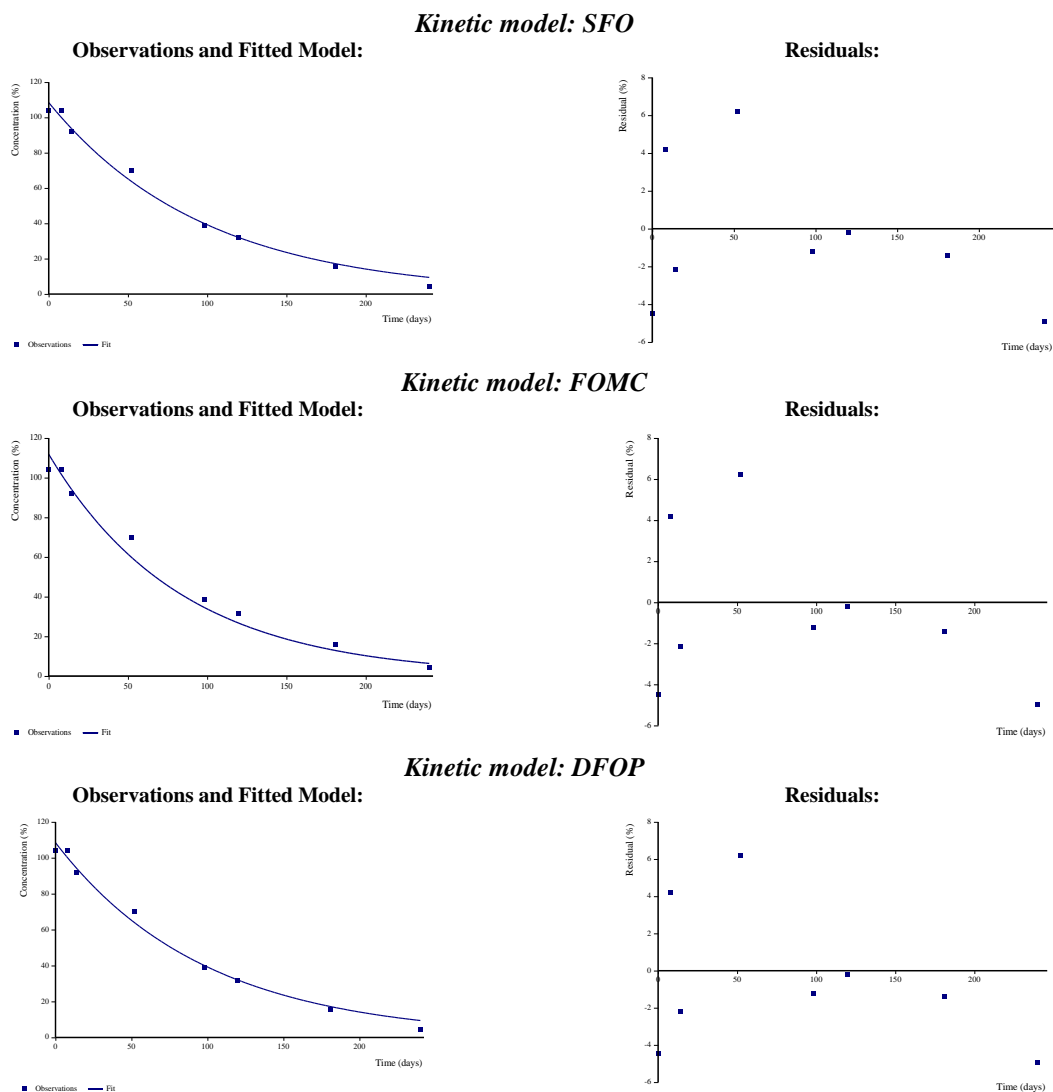 Kinetic model: SFO
Observations and Fitted Model:
Concentration (%)
120
100
80
60
40
20
0
0 50 100 150 200
Time (days)
Observations Fit
Residuals:
Residual (%)
8
6
4
2
0
-2
-4
-6
0 50 100 150 200
Time (days)
Kinetic model: FOMC
Observations and Fitted Model:
Concentration (%)
120
100
80
60
40
20
0
0 50 100 150 200
Time (days)
Observations Fit
Residuals:
Residual (%)
8
6
4
2
0
-2
-4
-6
0 50 100 150 200
Time (days)
Kinetic model: DFOP
Observations and Fitted Model:
Concentration (%)
120
100
80
60
40
20
0
0 50 100 150 200
Time (days)
Observations Fit
Residuals:
Residual (%)
8
6
4
2
0
-2
-4
-6
0 50 100 150 200
Time (days)